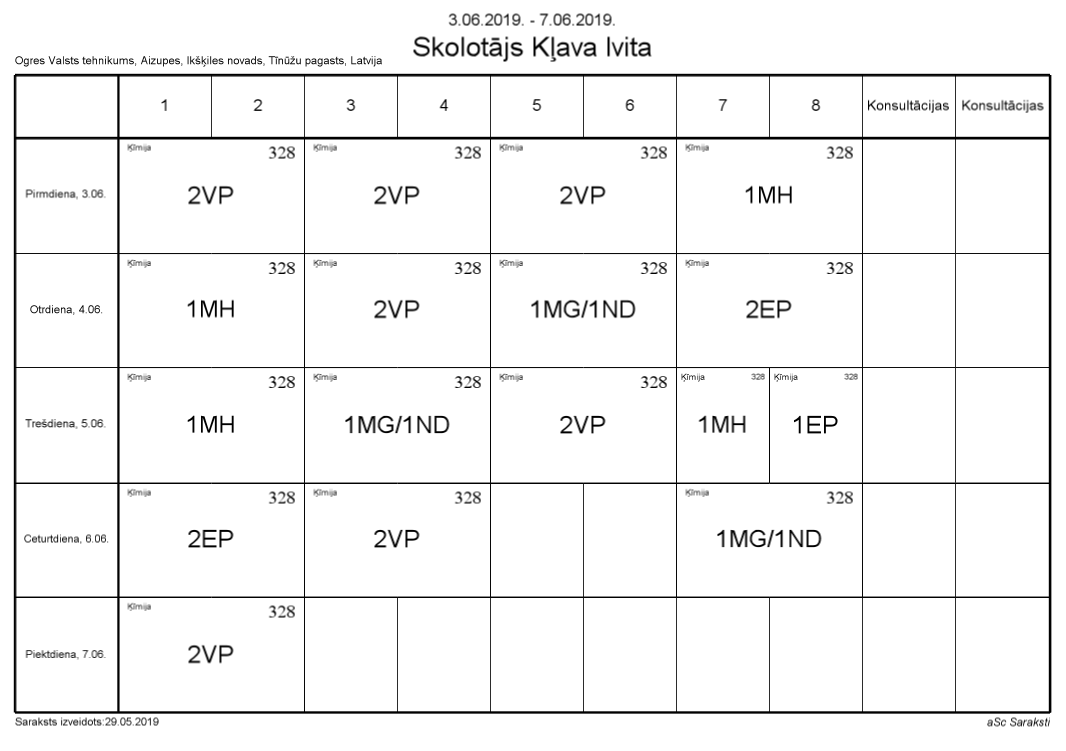 3.06.2019. - 7.06.2019.
Skolotājs Kļava Ivita
Ogres Valsts tehnikums, Aizupes, Ikšķiles novads, Tīnūžu pagasts, Latvija
1 2 3 4 5 6 7 8 Konsultācijas Konsultācijas
Ķīmija 328 Ķīmija 328 Ķīmija 328 Ķīmija 328
Pirmdiena, 3.06. 2VP 2VP 2VP 1MH
Ķīmija 328 Ķīmija 328 Ķīmija 328 Ķīmija 328
Otrdiena, 4.06. 1MH 2VP 1MG/1ND 2EP
Ķīmija 328 Ķīmija 328 Ķīmija 328 Ķīmija 328 Ķīmija 328
Trešdiena, 5.06. 1MH 1MG/1ND 2VP 1MH 1EP
Ķīmija 328 Ķīmija 328 Ķīmija 328
Ceturtdiena, 6.06. 2EP 2VP 1MG/1ND
Ķīmija 328
Piektdiena, 7.06. 2VP
Saraksts izveidots:29.05.2019 aSc Saraksti